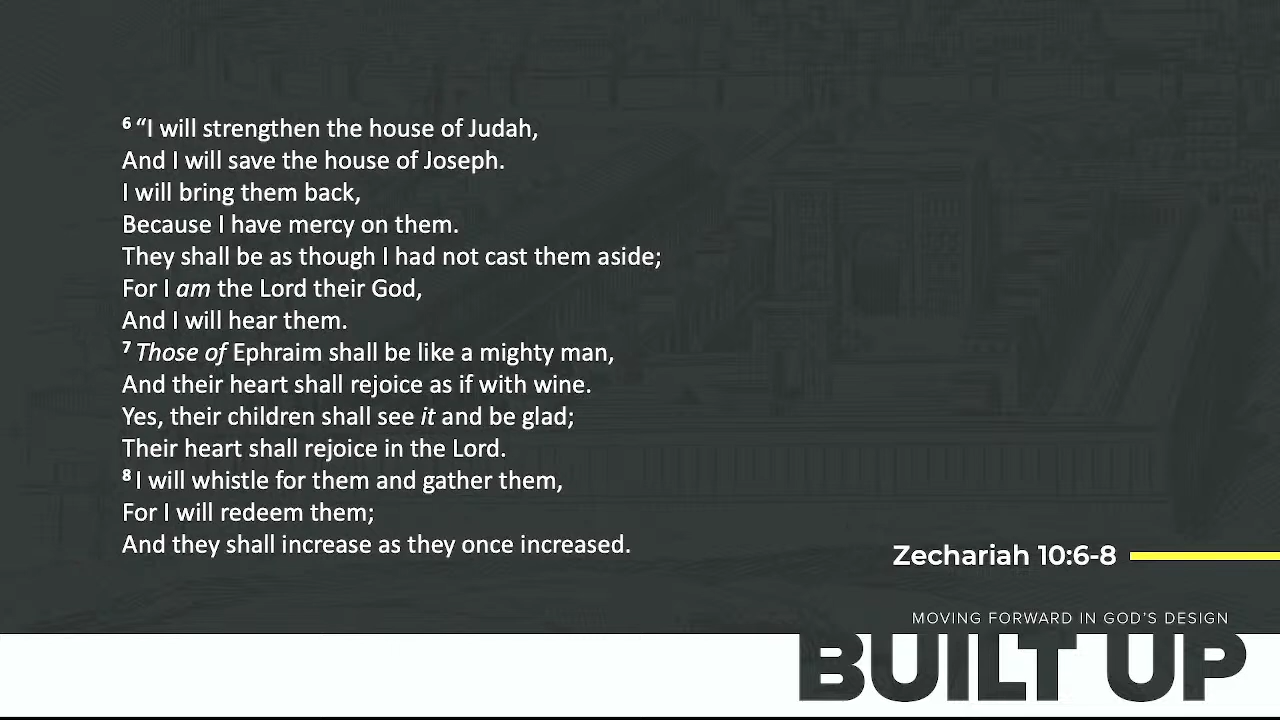 6 “I will strengthen the house of Judah,
And I will save the house of Joseph.
I will bring them back,
Because I have mercy on them.
They shall be as though I had not cast them aside;
For I am the Lord their God,
And I will hear them.
7 Those of Ephraim shall be like a mighty man,
And their heart shall rejoice as if with wine.
Yes, their children shall see it and be glad;
Their heart shall rejoice in the Lord.
8 I will whistle for them and gather them,
For I will redeem them;
And they shall increase as they once increased.
Zechariah 10:6-8
MOVING FORWARD IN GOD'S DESIGN
BUILT UP